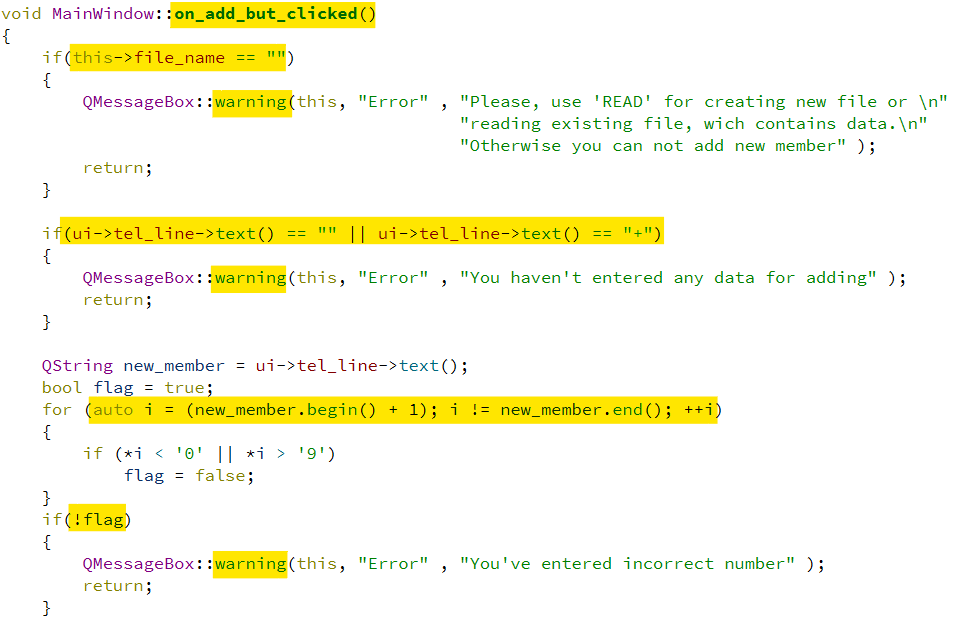 void MainWindow::on_add_but_clicked()
{
    if(this->file_name == "")
    {
        QMessageBox::warning(this, "Error" , "Please, use 'READ' for creating new file or \n"
                                             "reading existing file, wich contains data.\n"
                                             "Otherwise you can not add new member" );
        return;
    }

    if(ui->tel_line->text() == "" || ui->tel_line->text() == "+")
    {
        QMessageBox::warning(this, "Error" , "You haven't entered any data for adding" );
        return;
    }

    QString new_member = ui->tel_line->text();
    bool flag = true;
    for (auto i = (new_member.begin() + 1); i != new_member.end(); ++i)
    {
        if (*i < '0' || *i > '9')
            flag = false;
    }
    if(!flag)
    {
        QMessageBox::warning(this, "Error" , "You've entered incorrect number" );
        return;
    }